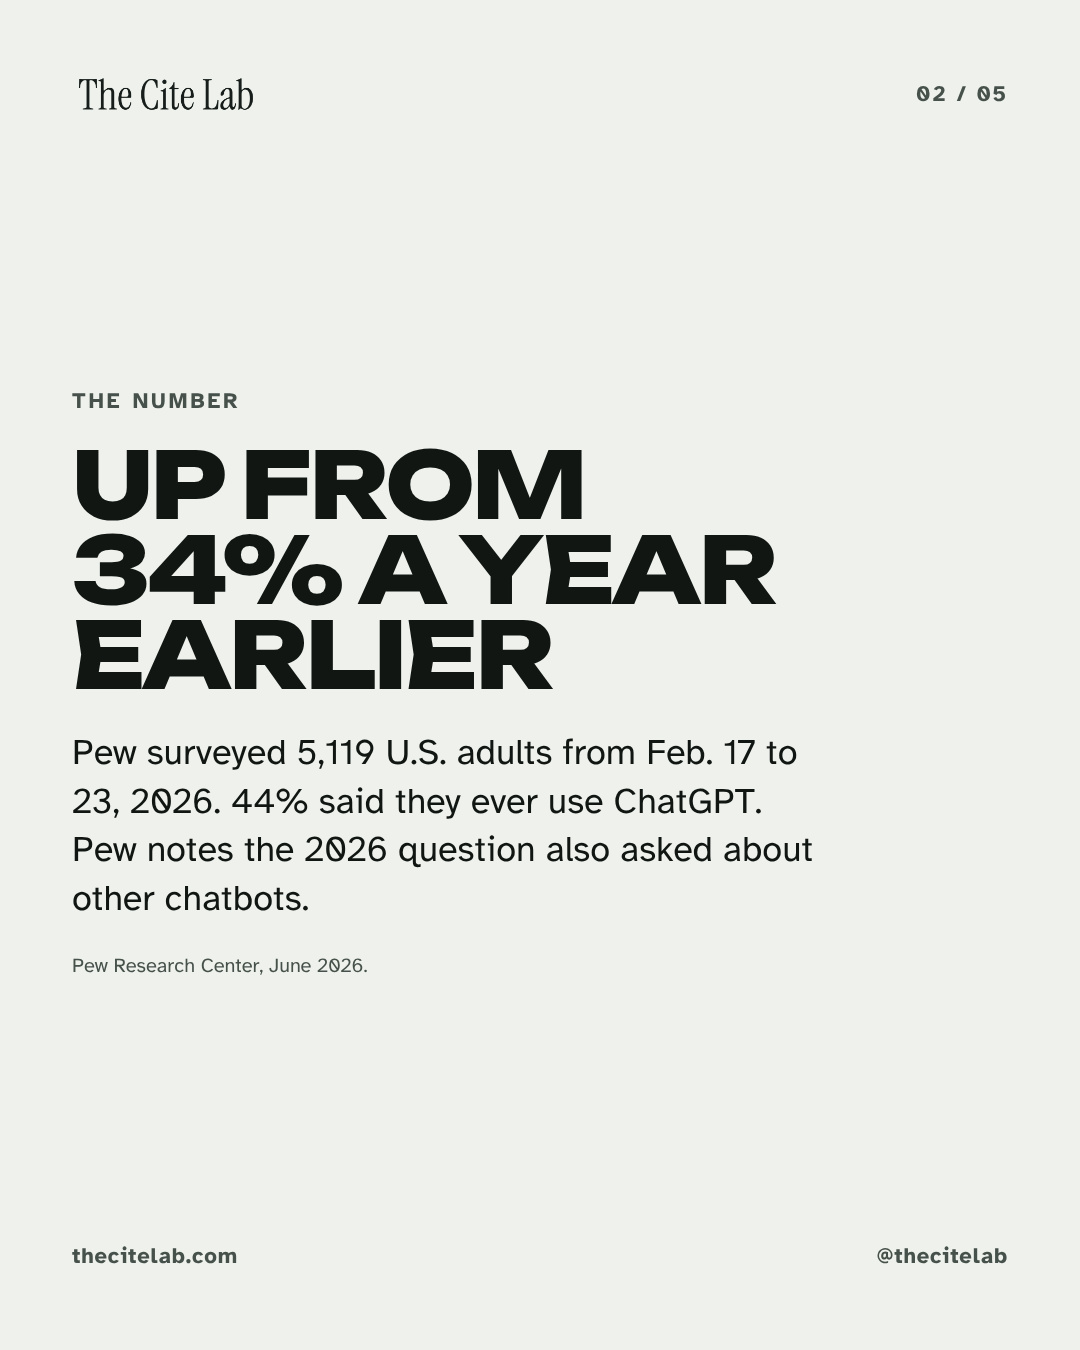 The Cite Lab
02 / 05
THE NUMBER
UP FROM
34% A YEAR
EARLIER
Pew surveyed 5,119 U.S. adults from Feb. 17 to
23, 2026. 44% said they ever use ChatGPT.
Pew notes the 2026 question also asked about
other chatbots.
Pew Research Center, June 2026.
thecitelab.com
@thecitelab